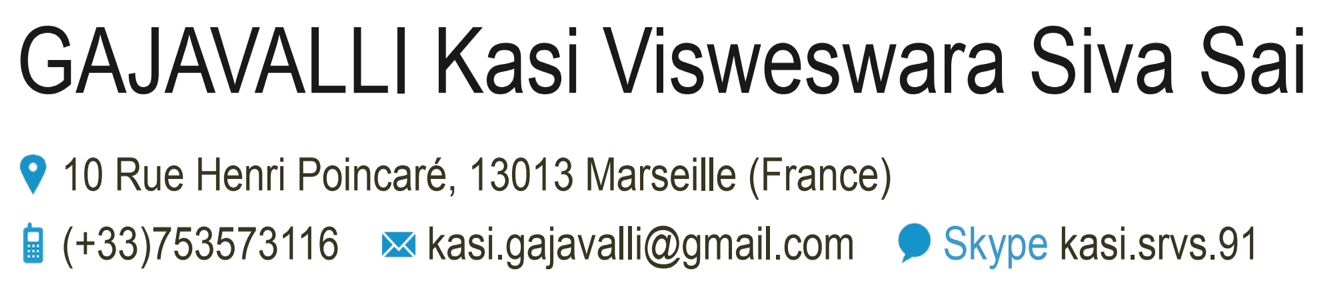 GAJAVALLI Kasi Visweswara Siva Sai
10 Rue Henri Poincaré, 13013 Marseille (France)
(+33)753573116 kasi.gajavalli@gmail.com Skype kasi.srvs.91